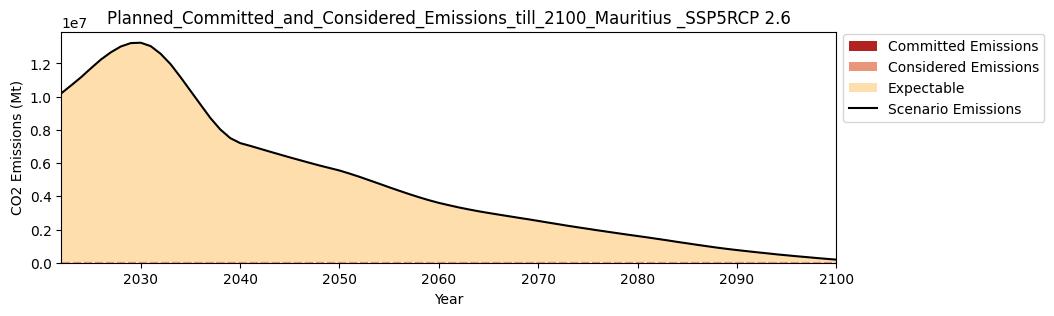 Planned_Committed_and_Considered_Emissions_till_2100_Mauritius _SSP5RCP 2.6
1e7
1.2
1.0
0.8
0.6
0.4
0.2
0.0
CO2 Emissions (Mt)
2030 2040 2050 2060 2070 2080 2090 2100
Year
Committed Emissions
Considered Emissions
Expectable
Scenario Emissions